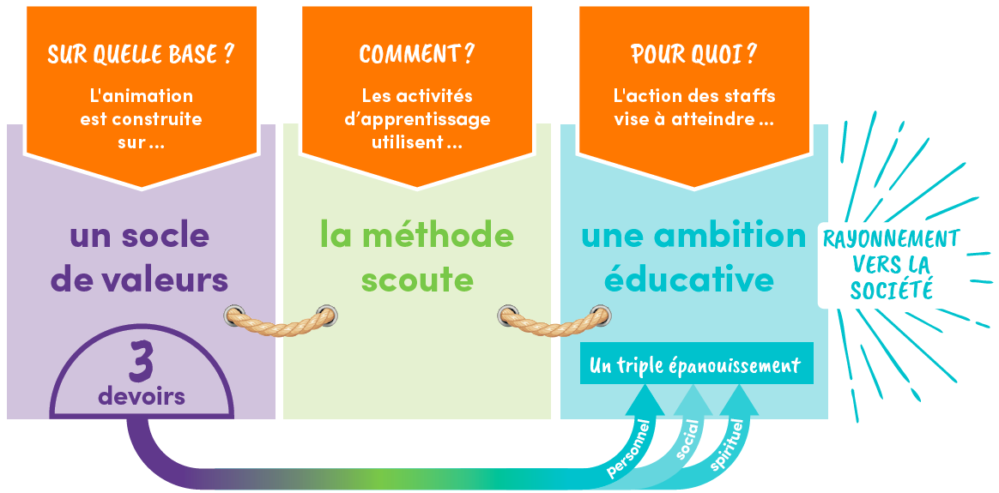 SUR QUELLE BASE ?
L'animation
est construite
sur ...
un socle
de valeurs
3
devoirs
COMMENT ?
Les activités
d’apprentissage
utilisent ...
la méthode
scoute
POUR QUOI ?
L'action des staffs
vise à atteindre ...
une ambition
éducative
Un triple épanouissement
personnel
social
spirituel
RAYONNEMENT
VERS LA
SOCIÉTÉ